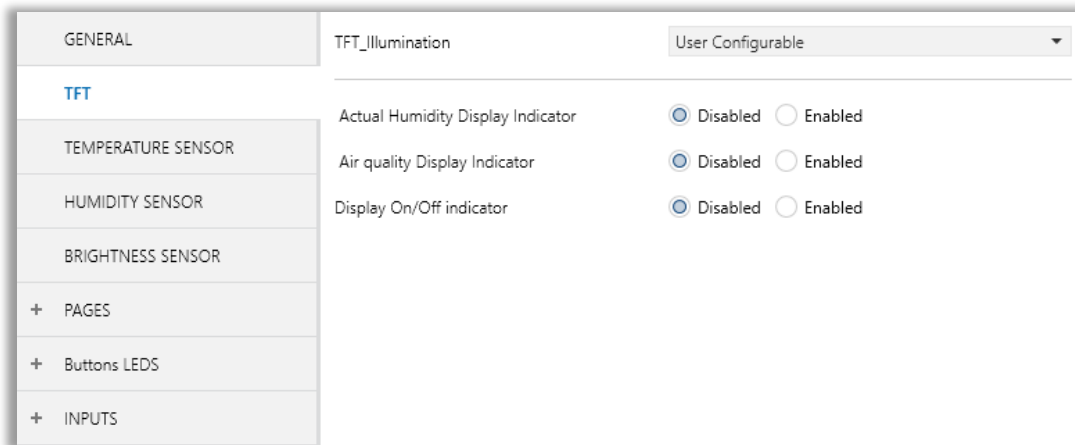 GENERAL
TFT
TEMPERATURE SENSOR
HUMIDITY SENSOR
BRIGHTNESS SENSOR
+ PAGES
+ Buttons LEDS
+ INPUTS
TFT_Illumination User Configurable
Actual Humidity Display Indicator Disabled Enabled
Air quality Display Indicator Disabled Enabled
Display On/Off indicator Disabled Enabled